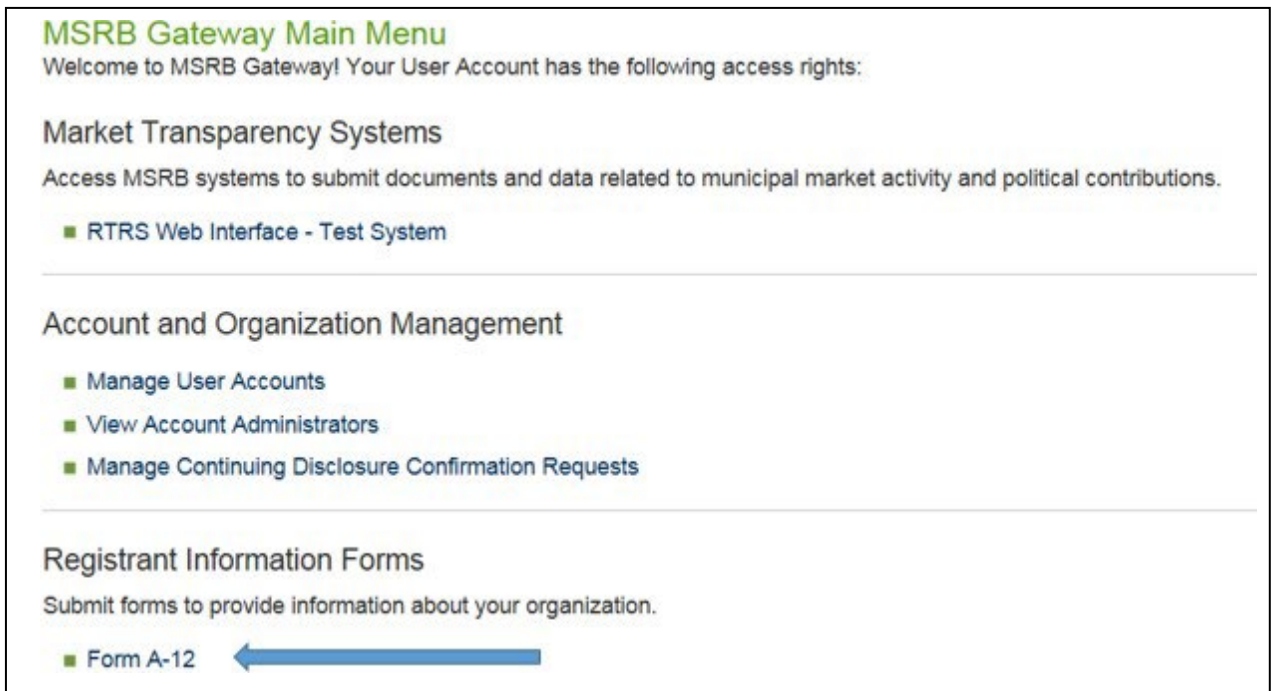 MSRB Gateway Main Menu
Welcome to MSRB Gateway! Your User Account has the following access rights:
Market Transparency Systems
Access MSRB systems to submit documents and data related to municipal market activity and political contributions.
RTRS Web Interface - Test System
Account and Organization Management
Manage User Accounts
View Account Administrators
Manage Continuing Disclosure Confirmation Requests
Registrant Information Forms
Submit forms to provide information about your organization.
Form A-12